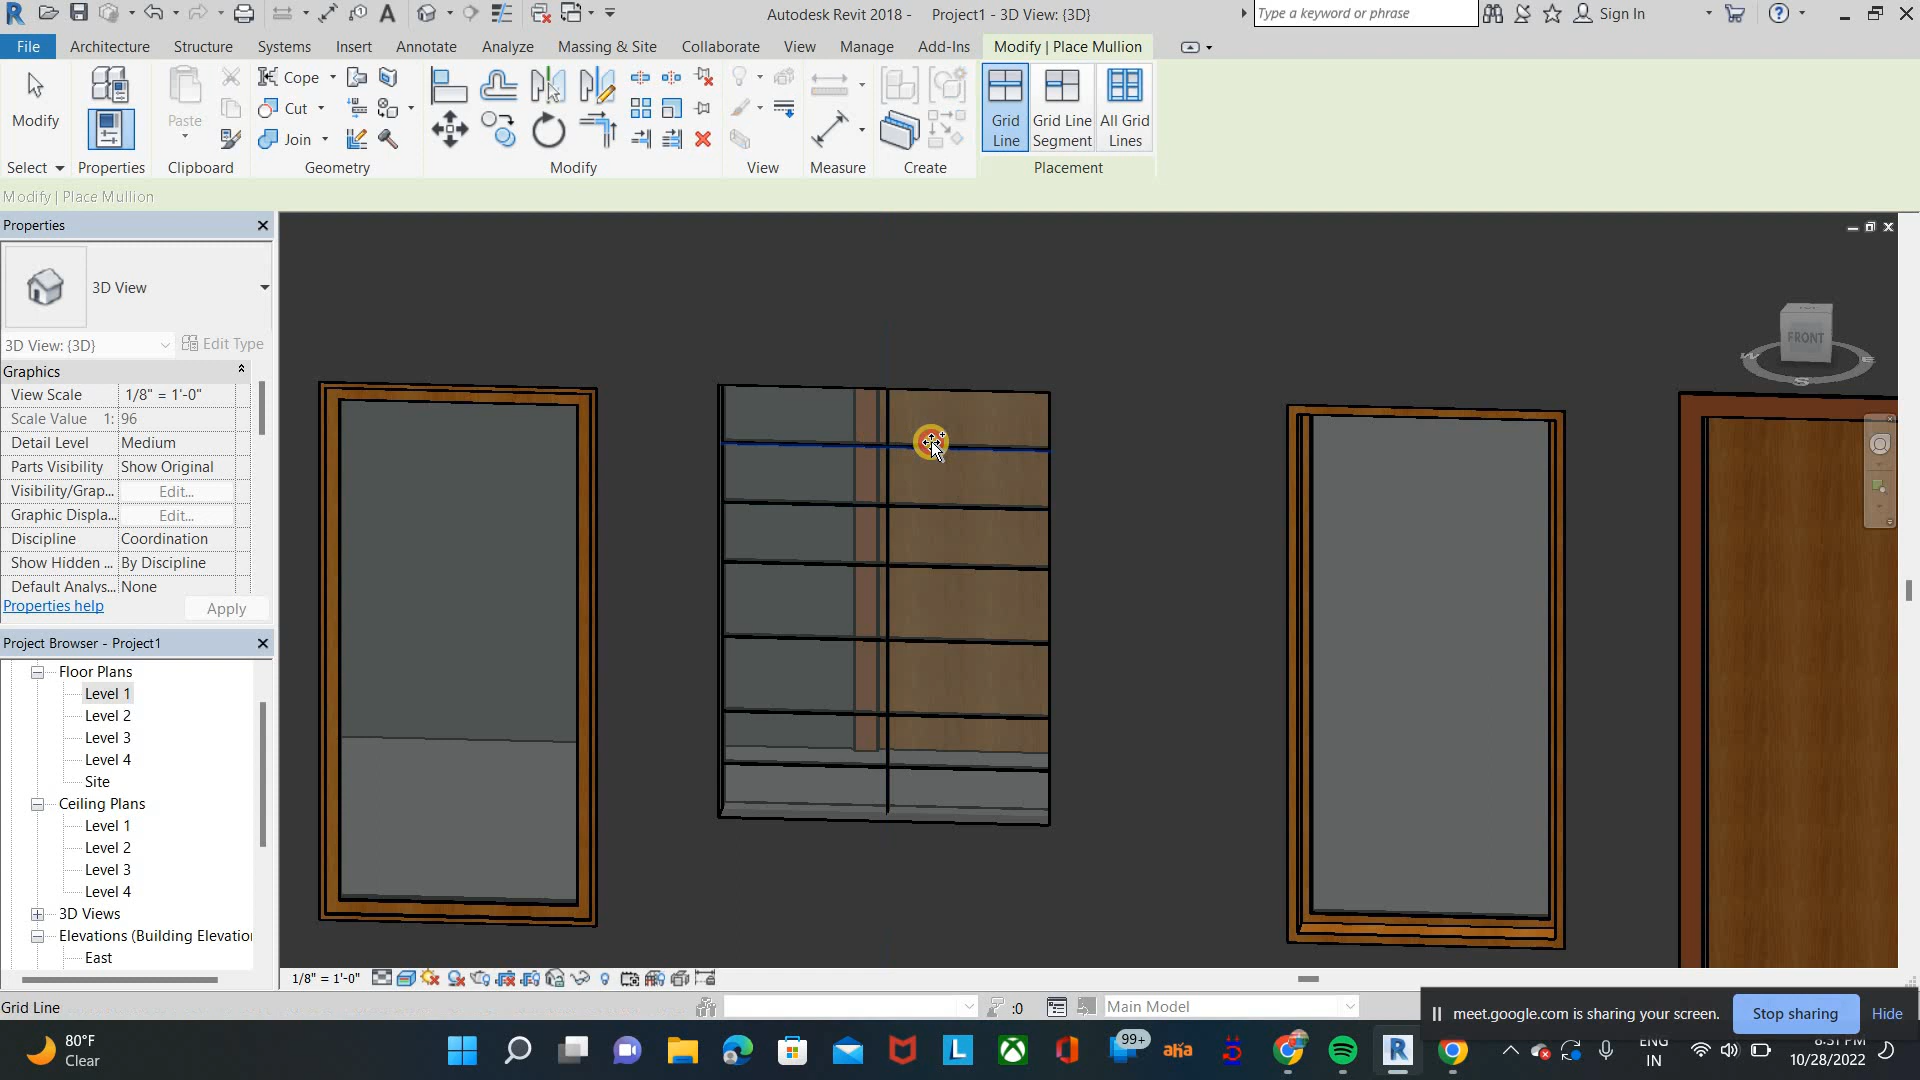 Autodesk Revit 2018 - Project1 - 3D View: {3D}
Type a keyword or phrase
Sign In
File Architecture Structure Systems Insert Annotate Analyze Massing & Site Collaborate View Manage Add-Ins Modify | Place Mullion
Modify
Paste
Cope
Cut
Join
Grid Line
Grid Line Segment
All Grid Lines
Select Properties Clipboard Geometry Modify View Measure Create Placement
Modify | Place Mullion
Properties
3D View
3D View: {3D} Edit Type
Graphics
View Scale 1/8" = 1'-0"
Scale Value 1: 96
Detail Level Medium
Parts Visibility Show Original
Visibility/Grap... Edit...
Graphic Displa... Edit...
Discipline Coordination
Show Hidden ... By Discipline
Default Analys... None
Properties help Apply
Project Browser - Project1
Floor Plans
Level 1
Level 2
Level 3
Level 4
Site
Ceiling Plans
Level 1
Level 2
Level 3
Level 4
3D Views
Elevations (Building Elevatio
East
FRONT
W S E
1/8" = 1'-0"
Grid Line
:0
Main Model
meet.google.com is sharing your screen. Stop sharing Hide
80°F
Clear
99+
aha
ENG
IN
8:31 PM
10/28/2022